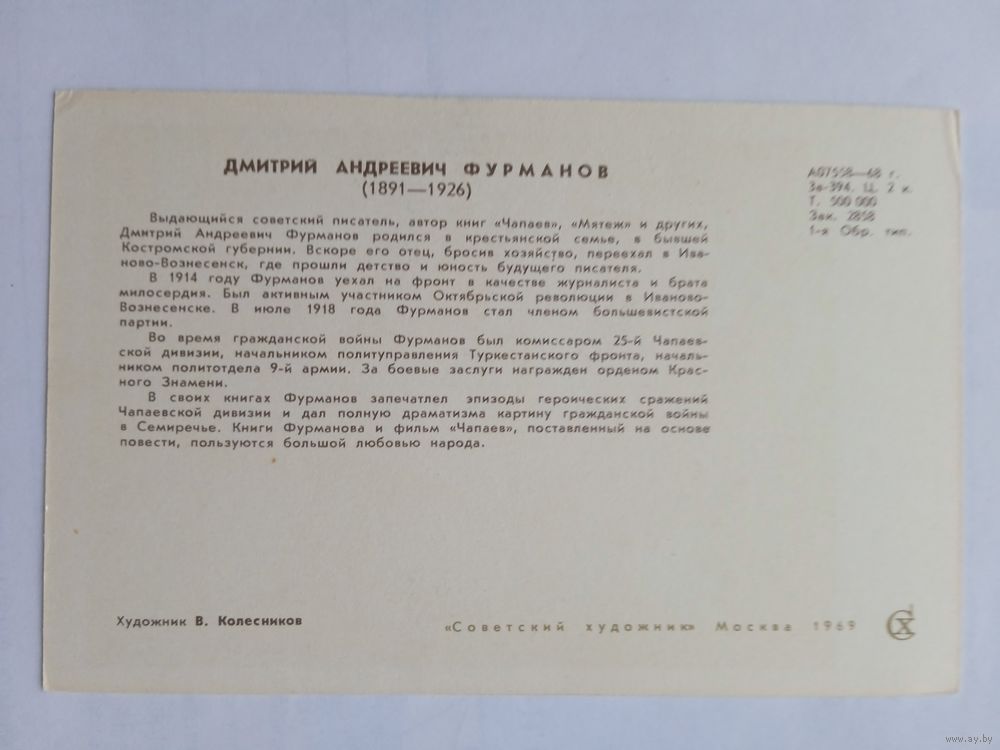 ДМИТРИЙ АНДРЕЕВИЧ ФУРМАНОВ
(1891—1926)
Выдающийся советский писатель, автор книг «Чапаев», «Мятеж» и других,
Дмитрий Андреевич Фурманов родился в крестьянской семье, в бывшей
Костромской губернии. Вскоре его отец, бросив хозяйство, переехал в Ива-
ново-Вознесенск, где прошли детство и юность будущего писателя.
В 1914 году Фурманов уехал на фронт в качестве журналиста и брата
милосердия. Был активным участником Октябрьской революции в Иваново-
Вознесенске. В июле 1918 года Фурманов стал членом большевистской
партии.
Во время гражданской войны Фурманов был комиссаром 25-й Чапаев-
ской дивизии, начальником политуправления Туркестанского фронта, началь-
ником политотдела 9-й армии. За боевые заслуги награжден орденом Крас-
ного Знамени.
В своих книгах Фурманов запечатлел эпизоды героических сражений
Чапаевской дивизии и дал полную драматизма картину гражданской войны
в Семиречье. Книги Фурманова и фильм «Чапаев», поставленный на основе
повести, пользуются большой любовью народа.
А07558—68 г.
Зе-394. Ц. 2 к.
Т. 500 000
Зак. 2858
1-я Обр. тип.
Художник В. Колесников
«Советский художник» Москва 1969
СХ
www.ay.by